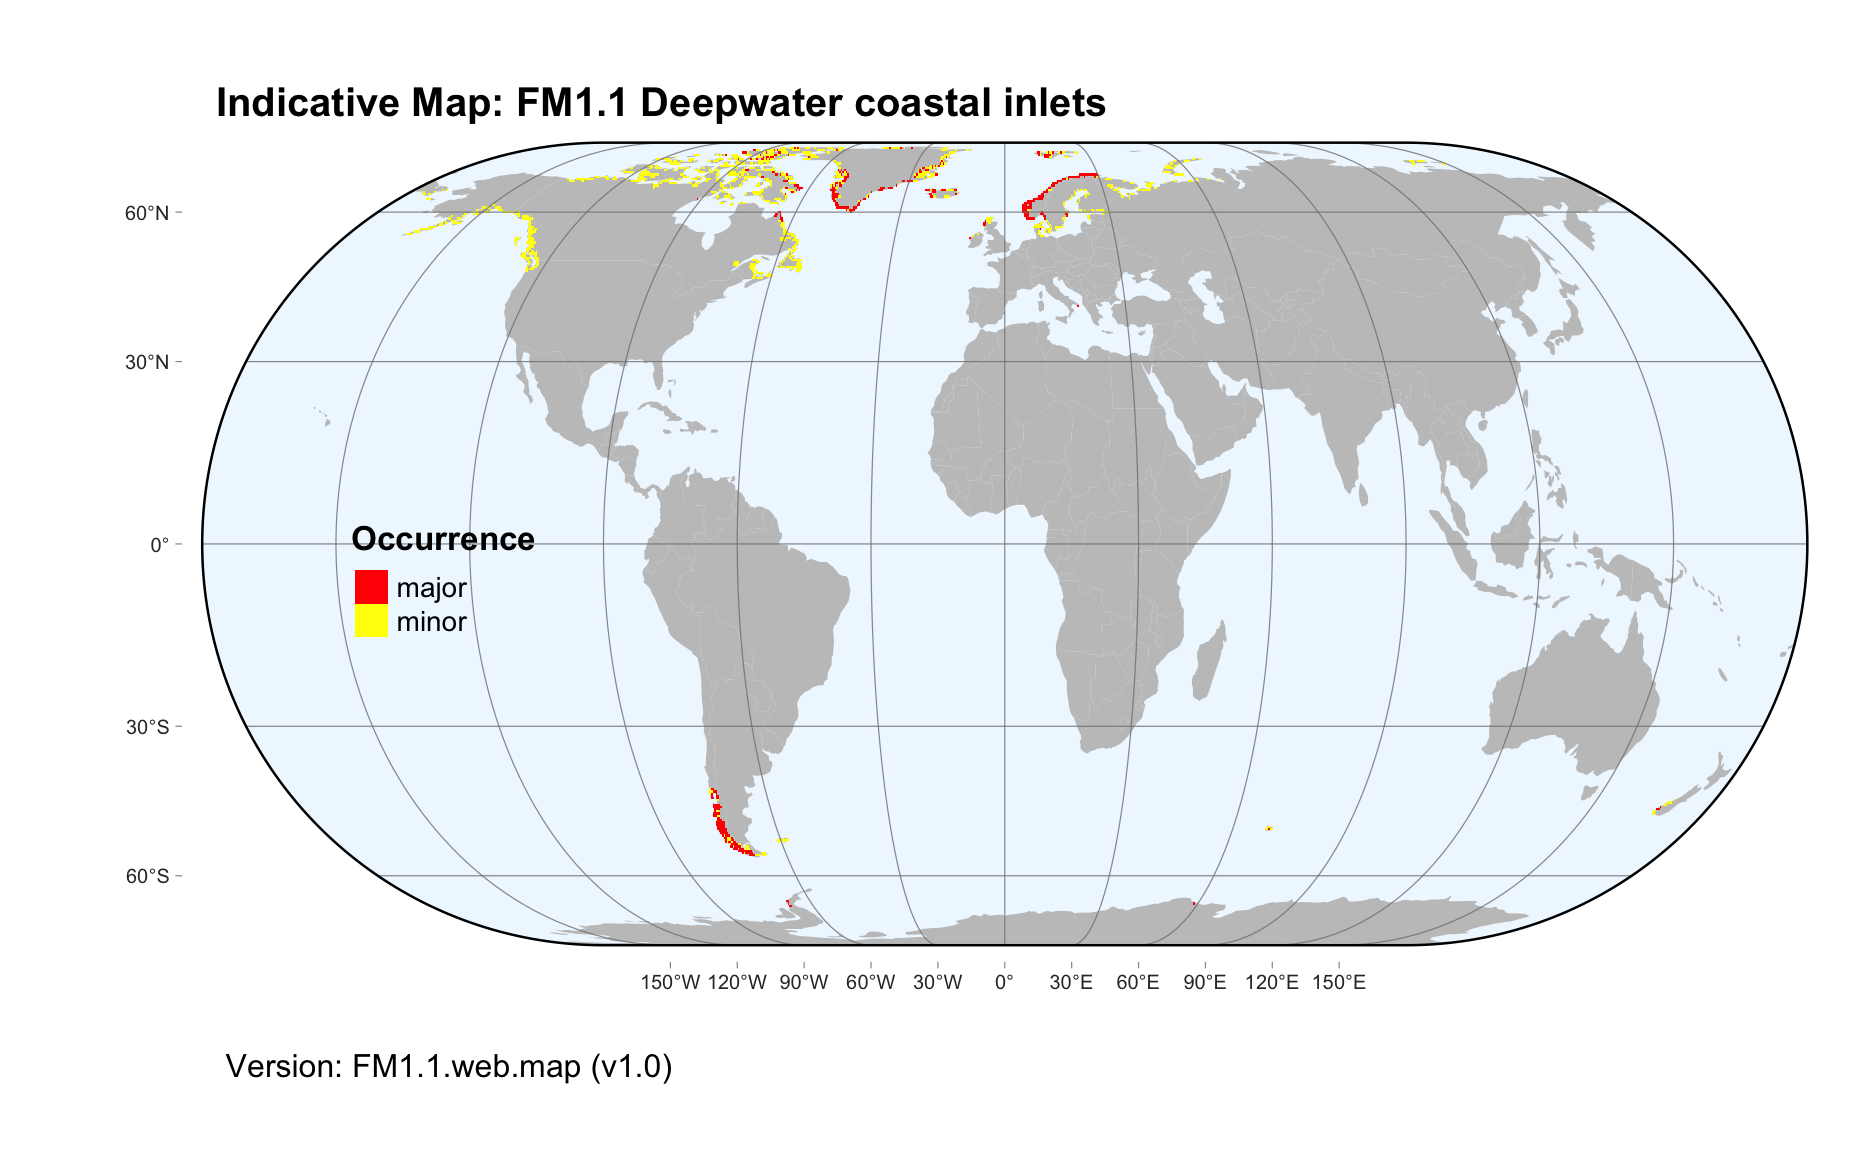 Indicative Map: FM1.1 Deepwater coastal inlets
60°N
30°N
0°
30°S
60°S
Occurrence
major
minor
150°W 120°W 90°W 60°W 30°W 0° 30°E 60°E 90°E 120°E 150°E
Version: FM1.1.web.map (v1.0)